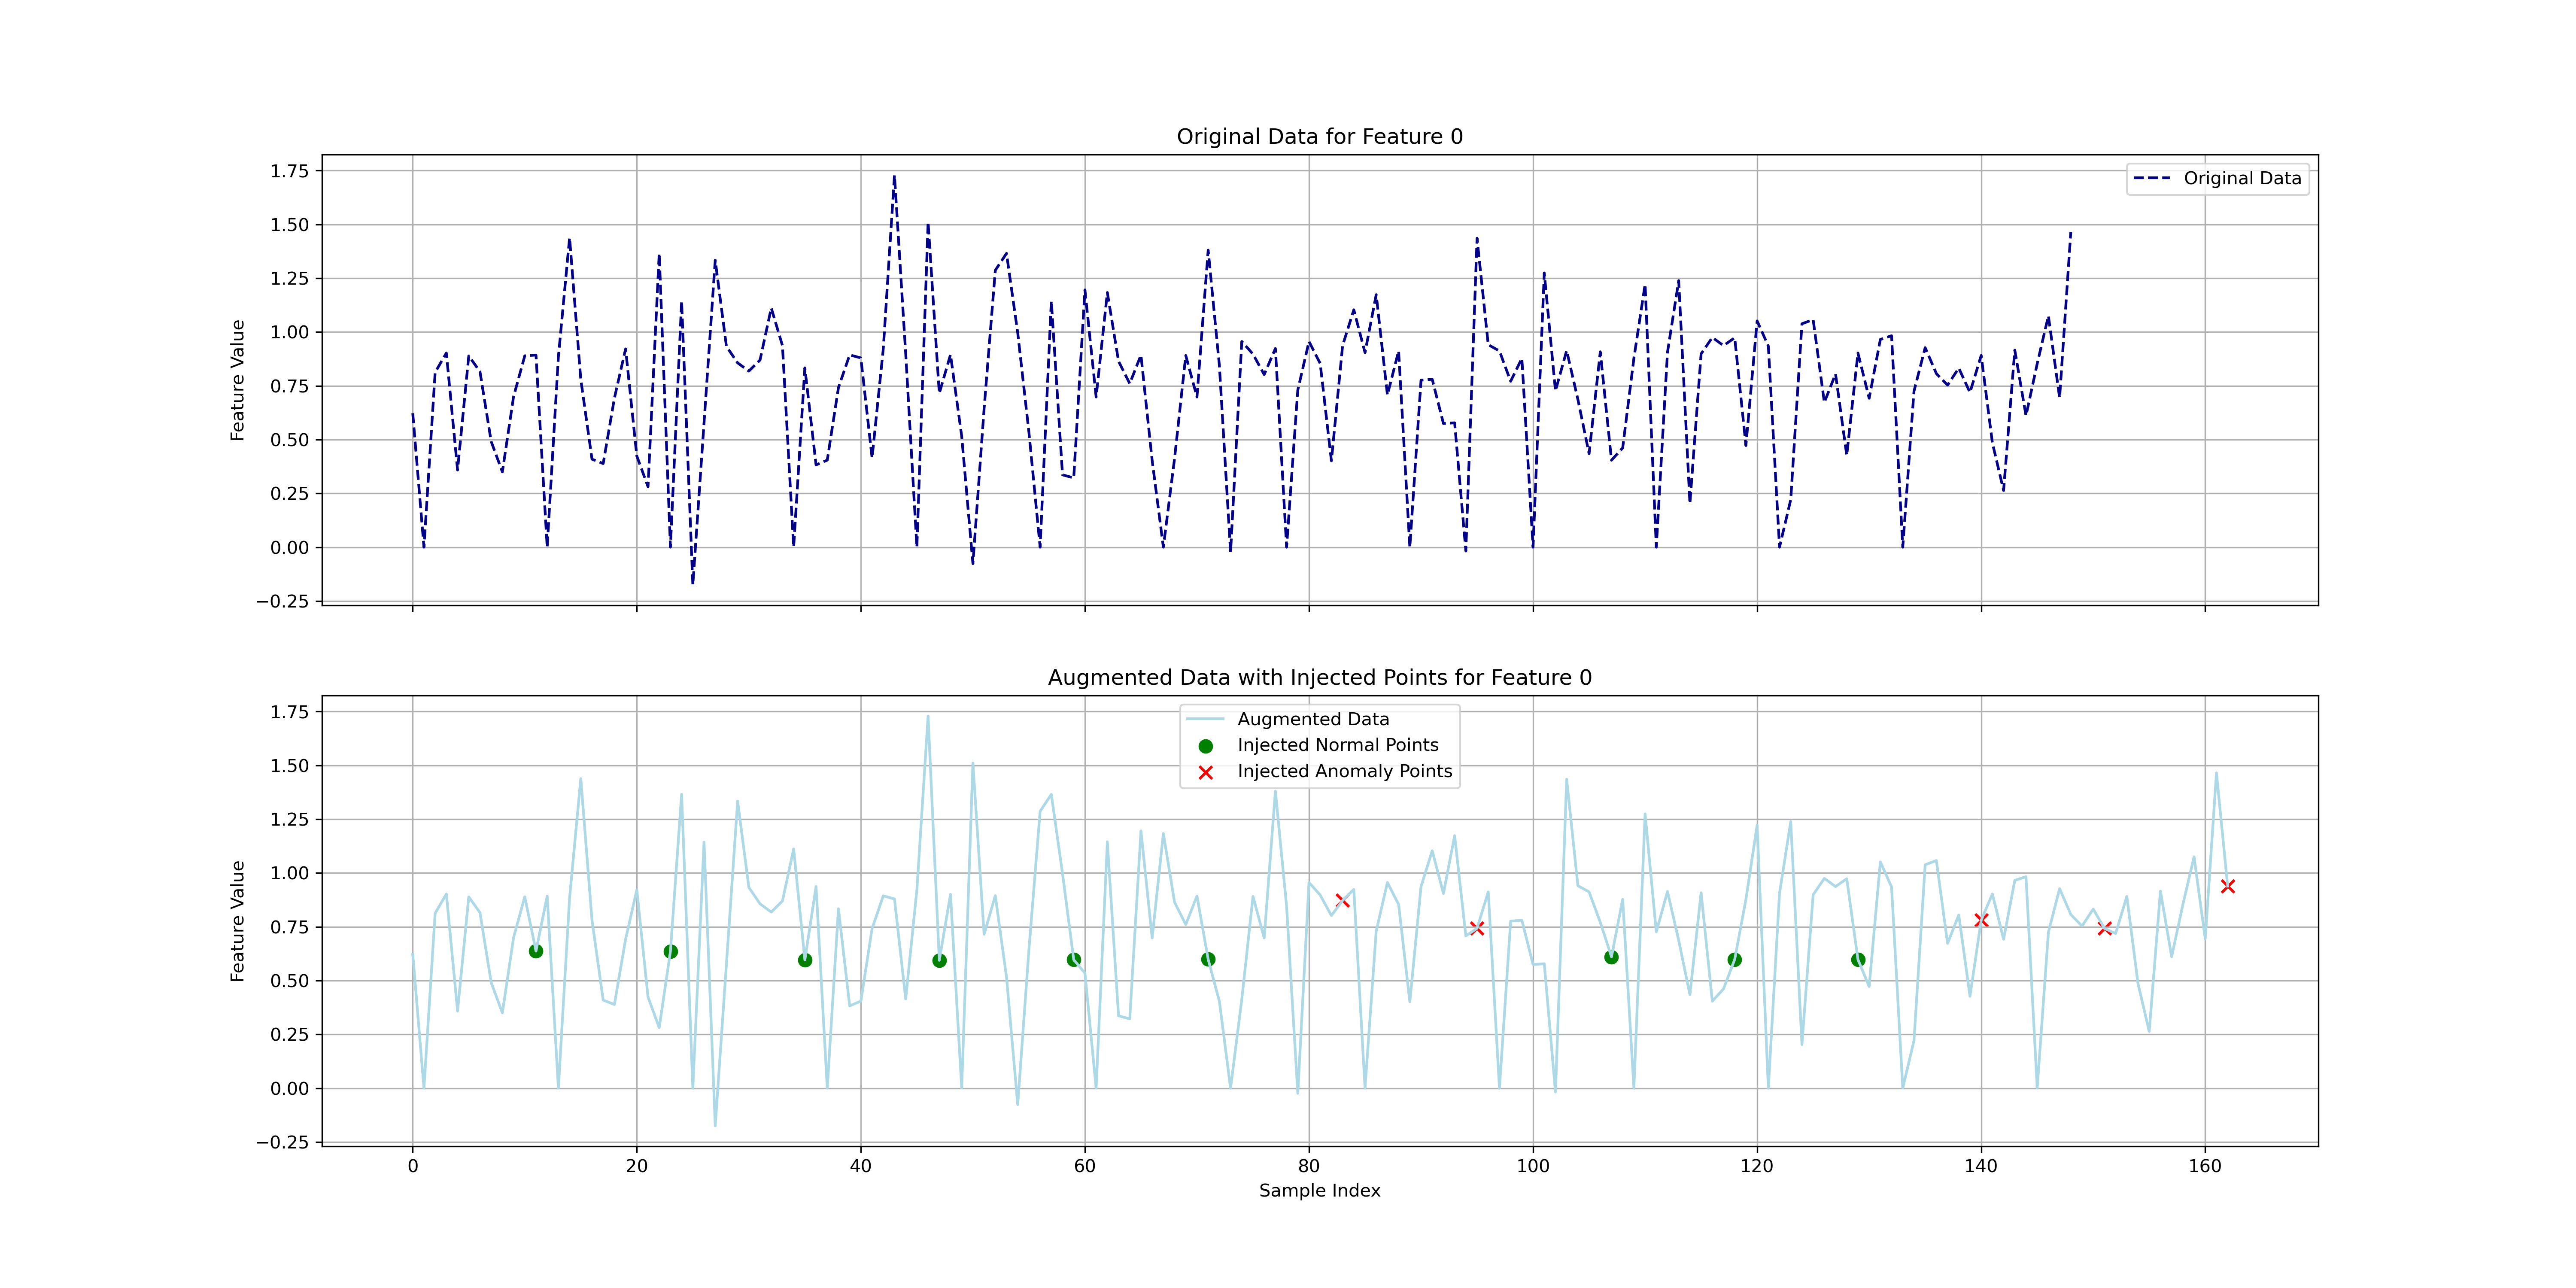 Original Data for Feature 0
1.75
1.50
1.25
1.00
0.75
0.50
0.25
0.00
−0.25
Feature Value
Original Data
Augmented Data with Injected Points for Feature 0
1.75
1.50
1.25
1.00
0.75
0.50
0.25
0.00
−0.25
Feature Value
Augmented Data
Injected Normal Points
Injected Anomaly Points
0 20 40 60 80 100 120 140 160
Sample Index